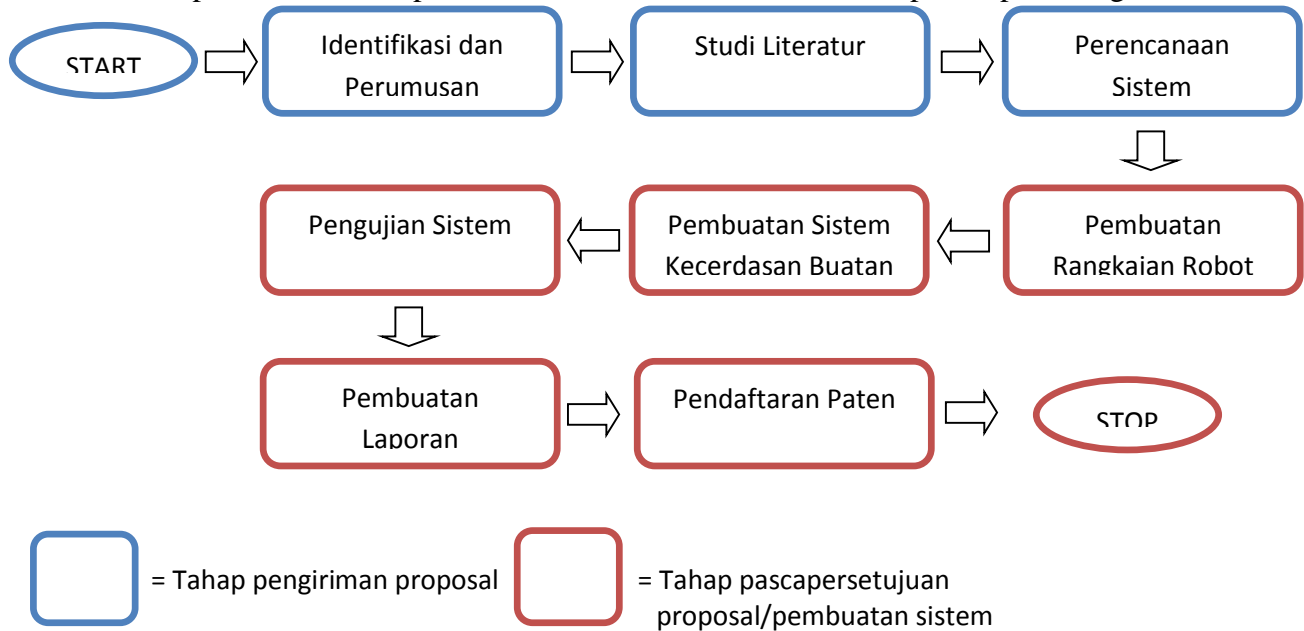 START
Identifikasi dan
Perumusan
Studi Literatur
Perencanaan
Sistem
Pembuatan
Rangkaian Robot
Pembuatan Sistem
Kecerdasan Buatan
Pengujian Sistem
Pembuatan
Laporan
Pendaftaran Paten
STOP
= Tahap pengiriman proposal
= Tahap pascapersetujuan
proposal/pembuatan sistem